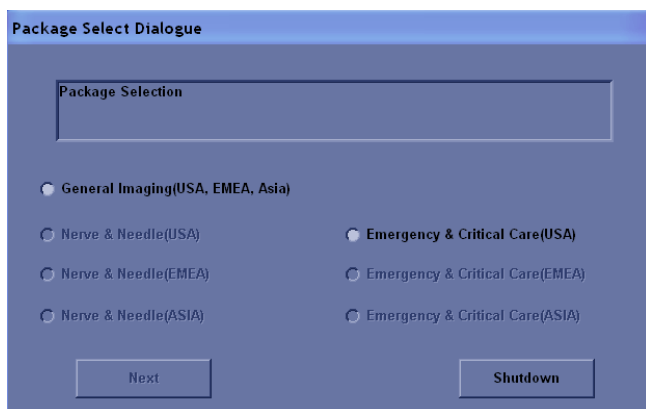 Package Select Dialogue
Package Selection
General Imaging(USA, EMEA, Asia)
Nerve & Needle(USA)
Emergency & Critical Care(USA)
Nerve & Needle(EMEA)
Emergency & Critical Care(EMEA)
Nerve & Needle(ASIA)
Emergency & Critical Care(ASIA)
Next
Shutdown